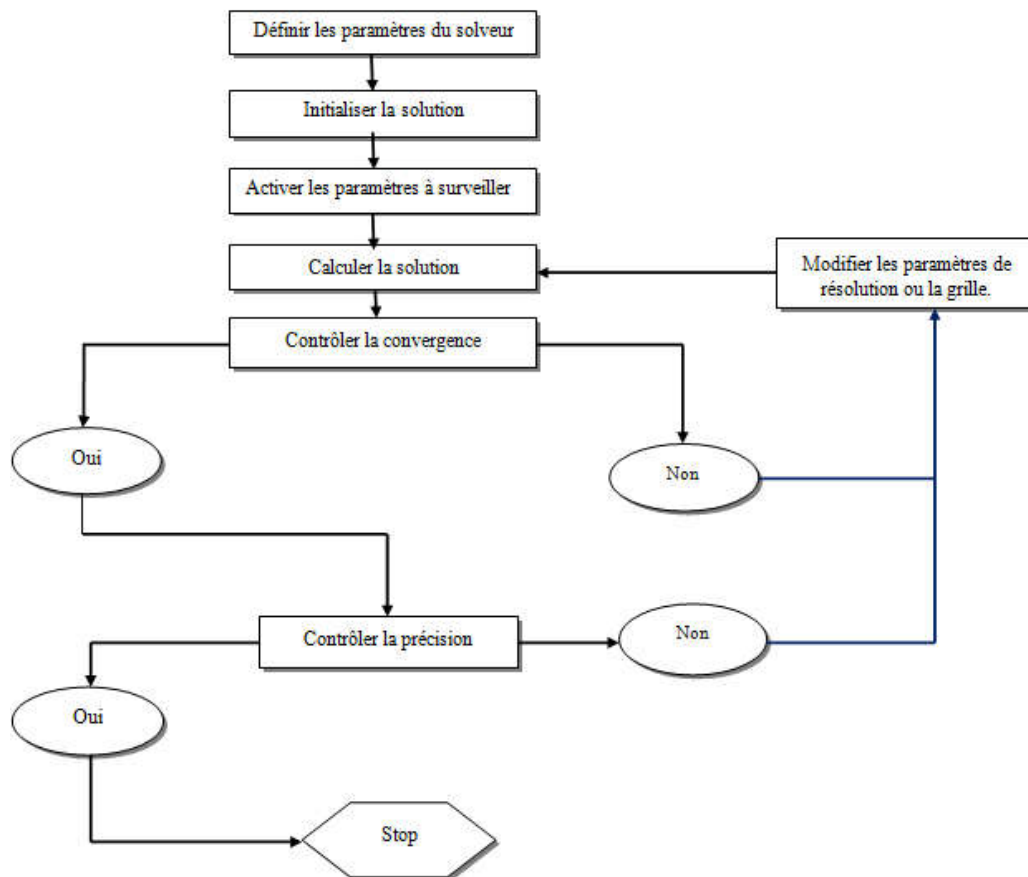 Définir les paramètres du solveur
Initialiser la solution
Activer les paramètres à surveiller
Calculer la solution
Modifier les paramètres de
résolution ou la grille.
Contrôler la convergence
Oui
Non
Contrôler la précision
Non
Oui
Stop